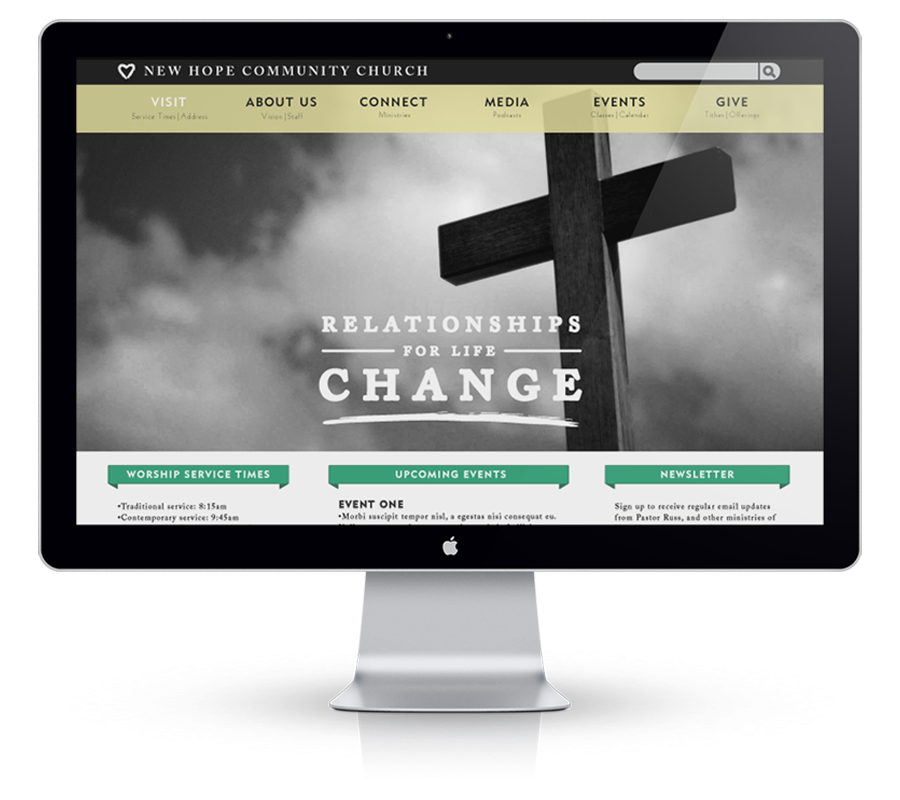 NEW HOPE COMMUNITY CHURCH
VISIT ABOUT US CONNECT MEDIA EVENTS GIVE
Service Times|Address Vision|Staff Ministries Podcasts Classes|Calendar Tithes|Offerings
RELATIONSHIPS
FOR LIFE
CHANGE
WORSHIP SERVICE TIMES UPCOMING EVENTS NEWSLETTER
•Traditional service: 8:15am
•Contemporary service: 9:45am
EVENT ONE
•Morbi suscipit tempor nisl, a egestas nisi consequat eu.
Sign up to receive regular email updates
from Pastor Russ, and other ministries of